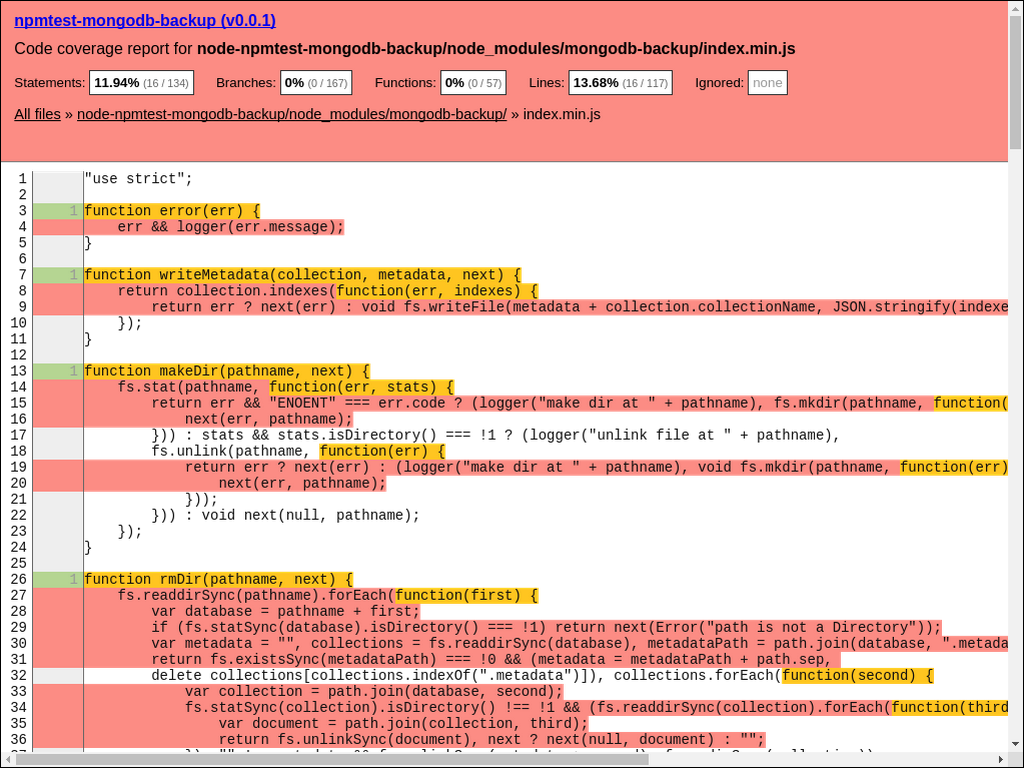 npmtest-mongodb-backup (v0.0.1)
Code coverage report for node-npmtest-mongodb-backup/node_modules/mongodb-backup/index.min.js
Statements: 11.94% (16 / 134) Branches: 0% (0 / 167) Functions: 0% (0 / 57) Lines: 13.68% (16 / 117) Ignored: none
All files » node-npmtest-mongodb-backup/node_modules/mongodb-backup/ » index.min.js
1 "use strict";
2
3 1 function error(err) {
4 err && logger(err.message);
5 }
6
7 1 function writeMetadata(collection, metadata, next) {
8 return collection.indexes(function(err, indexes) {
9 return err ? next(err) : void fs.writeFile(metadata + collection.collectionName, JSON.stringify(indexe
10 });
11 }
12
13 1 function makeDir(pathname, next) {
14 fs.stat(pathname, function(err, stats) {
15 return err && "ENOENT" === err.code ? (logger("make dir at " + pathname), fs.mkdir(pathname, function(
16 next(err, pathname);
17 })) : stats && stats.isDirectory() === !1 ? (logger("unlink file at " + pathname),
18 fs.unlink(pathname, function(err) {
19 return err ? next(err) : (logger("make dir at " + pathname), void fs.mkdir(pathname, function(err)
20 next(err, pathname);
21 }));
22 })) : void next(null, pathname);
23 });
24 }
25
26 1 function rmDir(pathname, next) {
27 fs.readdirSync(pathname).forEach(function(first) {
28 var database = pathname + first;
29 if (fs.statSync(database).isDirectory() === !1) return next(Error("path is not a Directory"));
30 var metadata = "", collections = fs.readdirSync(database), metadataPath = path.join(database, ".metada
31 return fs.existsSync(metadataPath) === !0 && (metadata = metadataPath + path.sep,
32 delete collections[collections.indexOf(".metadata")]), collections.forEach(function(second) {
33 var collection = path.join(database, second);
34 fs.statSync(collection).isDirectory() !== !1 && (fs.readdirSync(collection).forEach(function(third
35 var document = path.join(collection, third);
36 return fs.unlinkSync(document), next ? next(null, document) : "";